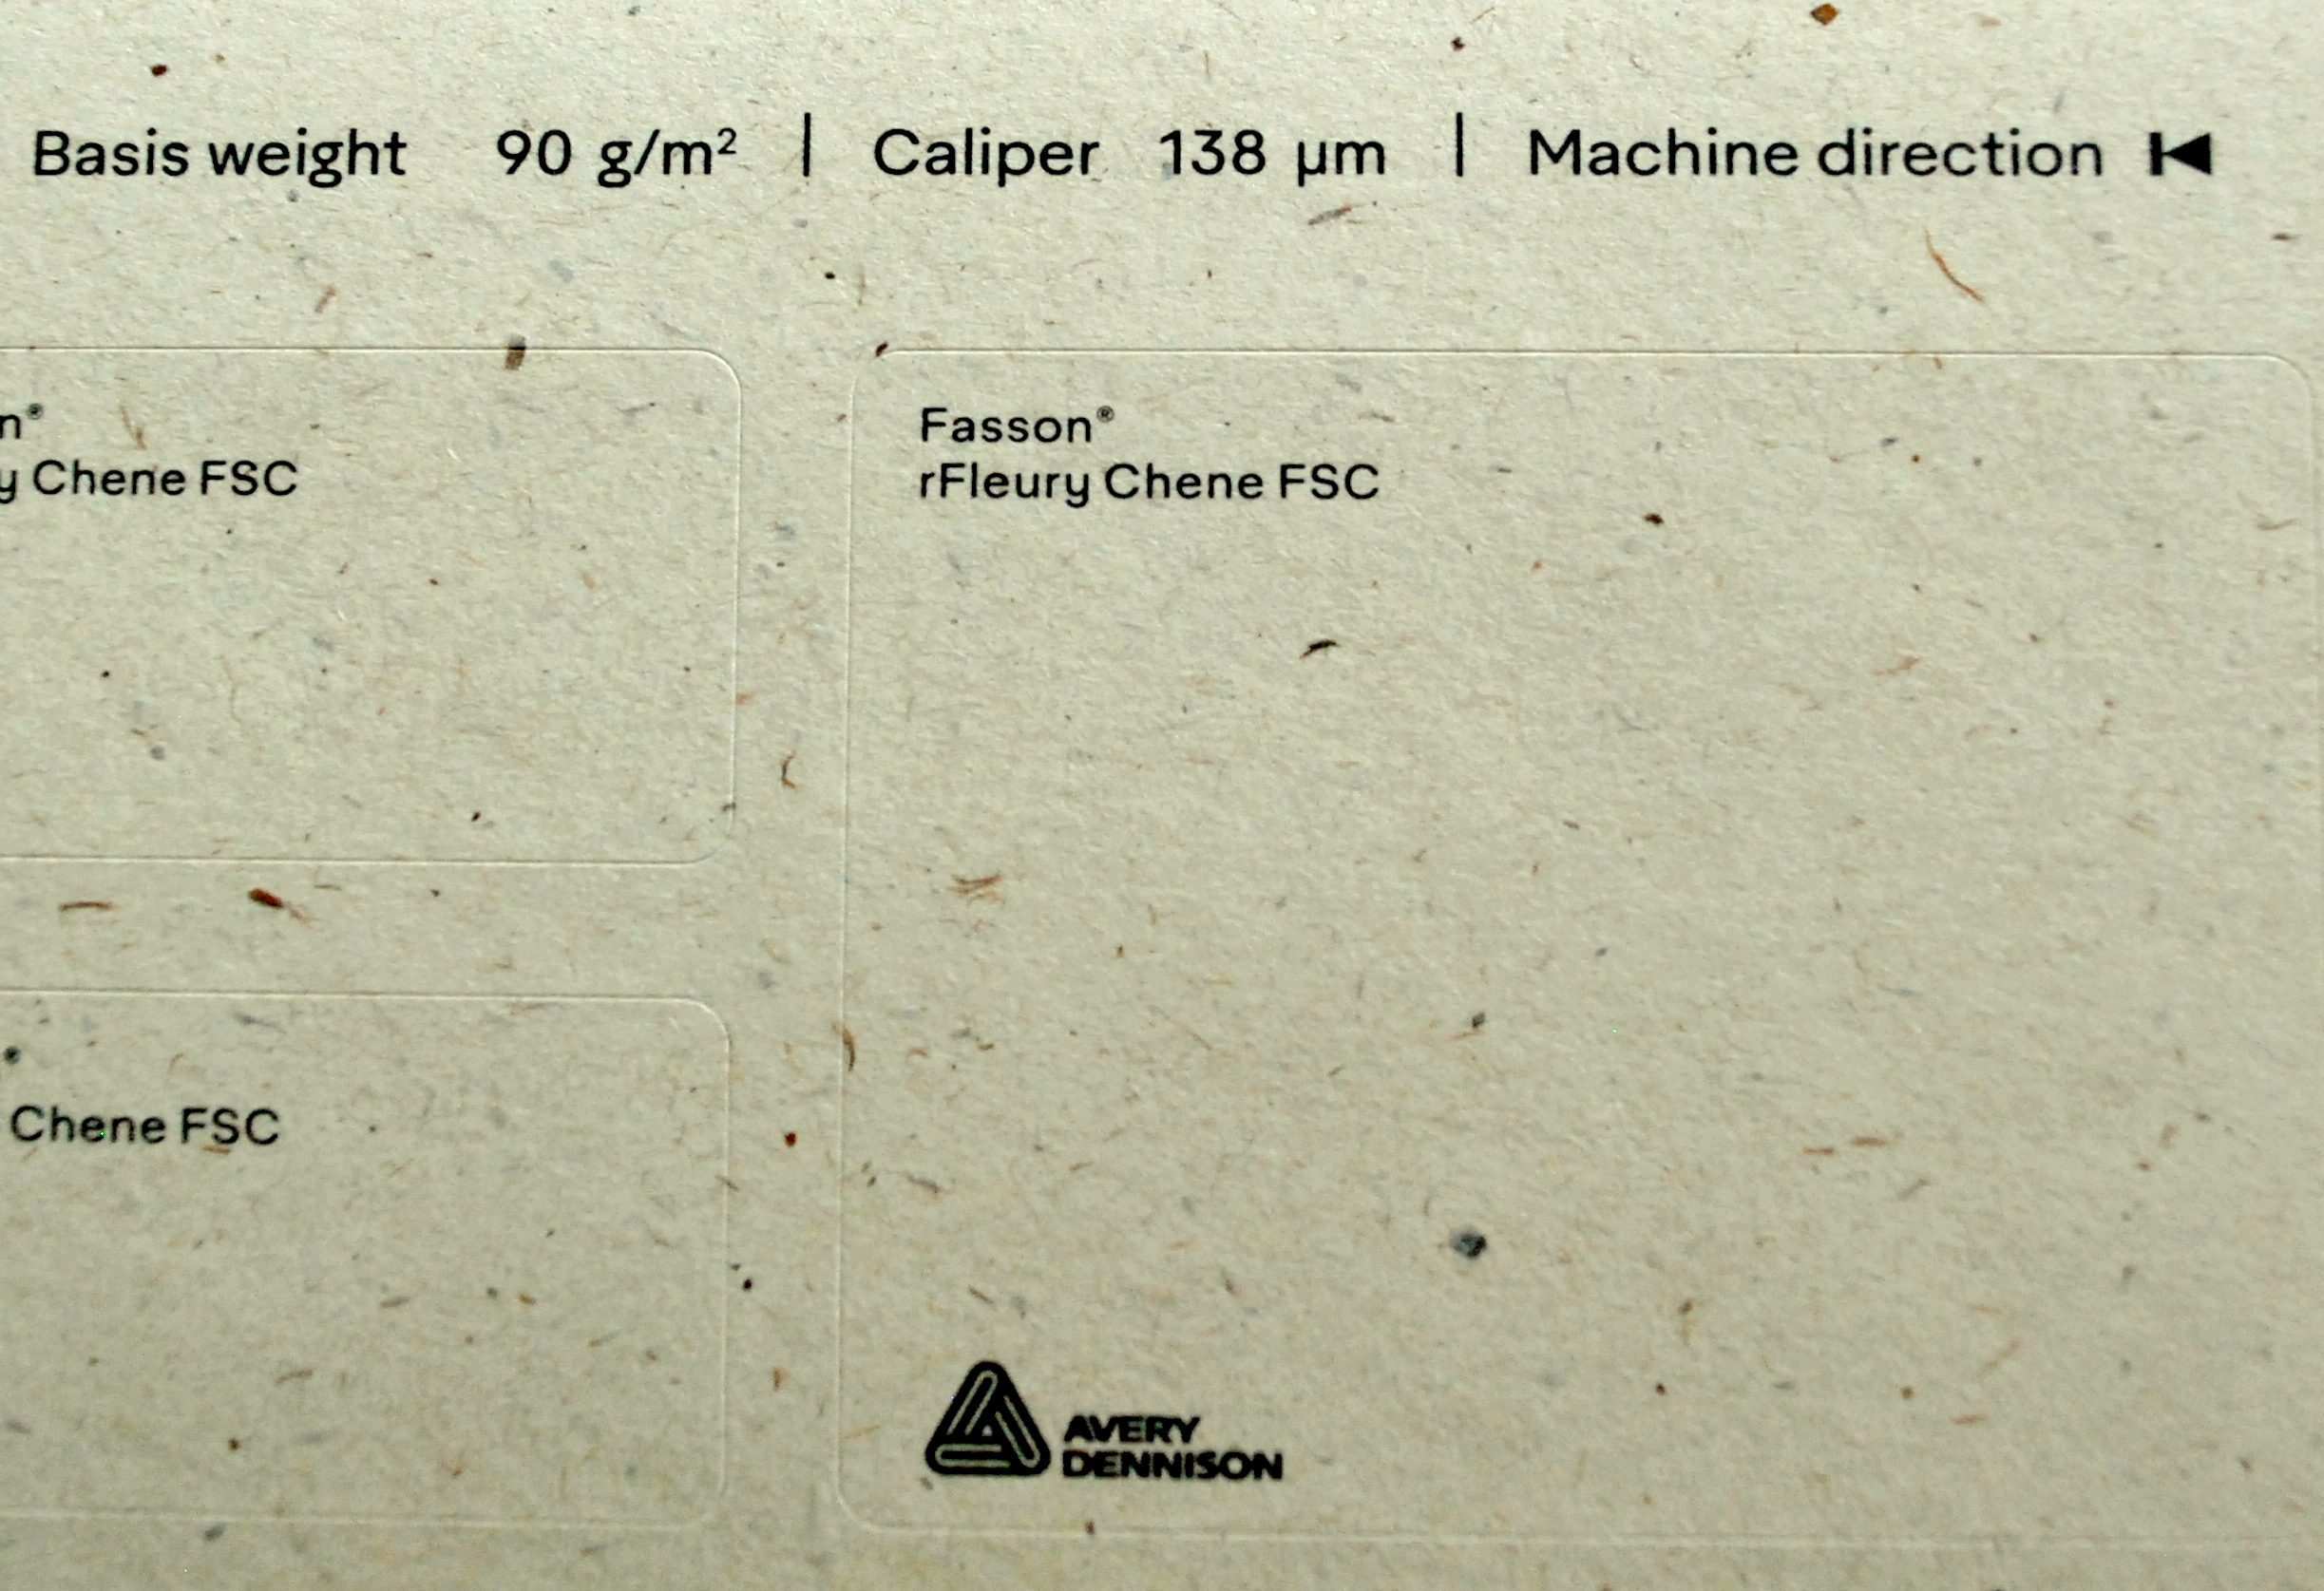 Basis weight 90 g/m² | Caliper 138 µm | Machine direction
n®
y Chene FSC
Fasson®
rFleury Chene FSC
®
Chene FSC
AVERY
DENNISON